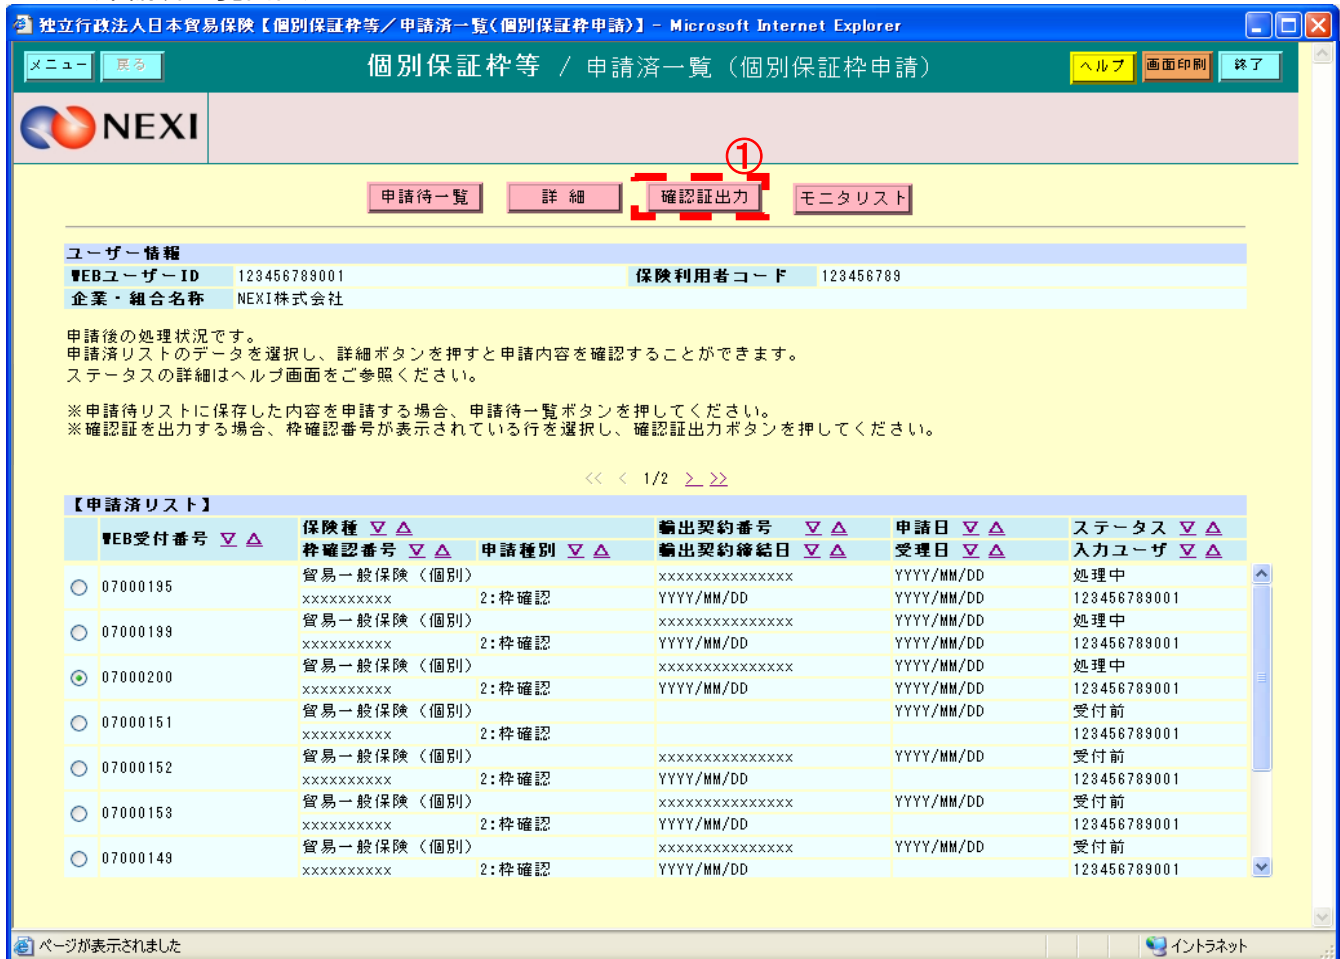 独立行政法人日本貿易保険【個別保証枠等／申請済一覧(個別保証枠申請)】 - Microsoft Internet Explorer
メニュー 戻る 個別保証枠等 / 申請済一覧（個別保証枠申請） ヘルプ 画面印刷 終了
NEXI
①
申請待一覧 詳 細 確認証出力 モニタリスト
ユーザー情報
WEBユーザーID 123456789001 保険利用者コード 123456789
企業・組合名称 NEXI株式会社
申請後の処理状況です。
申請済リストのデータを選択し、詳細ボタンを押すと申請内容を確認することができます。
ステータスの詳細はヘルプ画面をご参照ください。
※申請待リストに保存した内容を申請する場合、申請待一覧ボタンを押してください。
※確認証を出力する場合、枠確認番号が表示されている行を選択し、確認証出力ボタンを押してください。
<< < 1/2 > >>
【申請済リスト】
WEB受付番号 ▽ △ 保険種 ▽ △ 輸出契約番号 ▽ △ 申請日 ▽ △ ステータス ▽ △
枠確認番号 ▽ △ 申請種別 ▽ △ 輸出契約締結日 ▽ △ 受理日 ▽ △ 入力ユーザ ▽ △
07000195 貿易一般保険（個別） xxxxxxxxxxxxxxx YYYY/MM/DD 処理中
xxxxxxxxxx 2:枠確認 YYYY/MM/DD YYYY/MM/DD 123456789001
07000199 貿易一般保険（個別） xxxxxxxxxxxxxxx YYYY/MM/DD 処理中
xxxxxxxxxx 2:枠確認 YYYY/MM/DD YYYY/MM/DD 123456789001
07000200 貿易一般保険（個別） xxxxxxxxxxxxxxx YYYY/MM/DD 処理中
xxxxxxxxxx 2:枠確認 YYYY/MM/DD YYYY/MM/DD 123456789001
07000151 貿易一般保険（個別） YYYY/MM/DD 受付前
xxxxxxxxxx 2:枠確認 123456789001
07000152 貿易一般保険（個別） xxxxxxxxxxxxxxx YYYY/MM/DD 受付前
xxxxxxxxxx 2:枠確認 YYYY/MM/DD 123456789001
07000153 貿易一般保険（個別） xxxxxxxxxxxxxxx YYYY/MM/DD 受付前
xxxxxxxxxx 2:枠確認 YYYY/MM/DD 123456789001
07000149 貿易一般保険（個別） xxxxxxxxxxxxxxx YYYY/MM/DD 受付前
xxxxxxxxxx 2:枠確認 YYYY/MM/DD 123456789001
ページが表示されました イントラネット